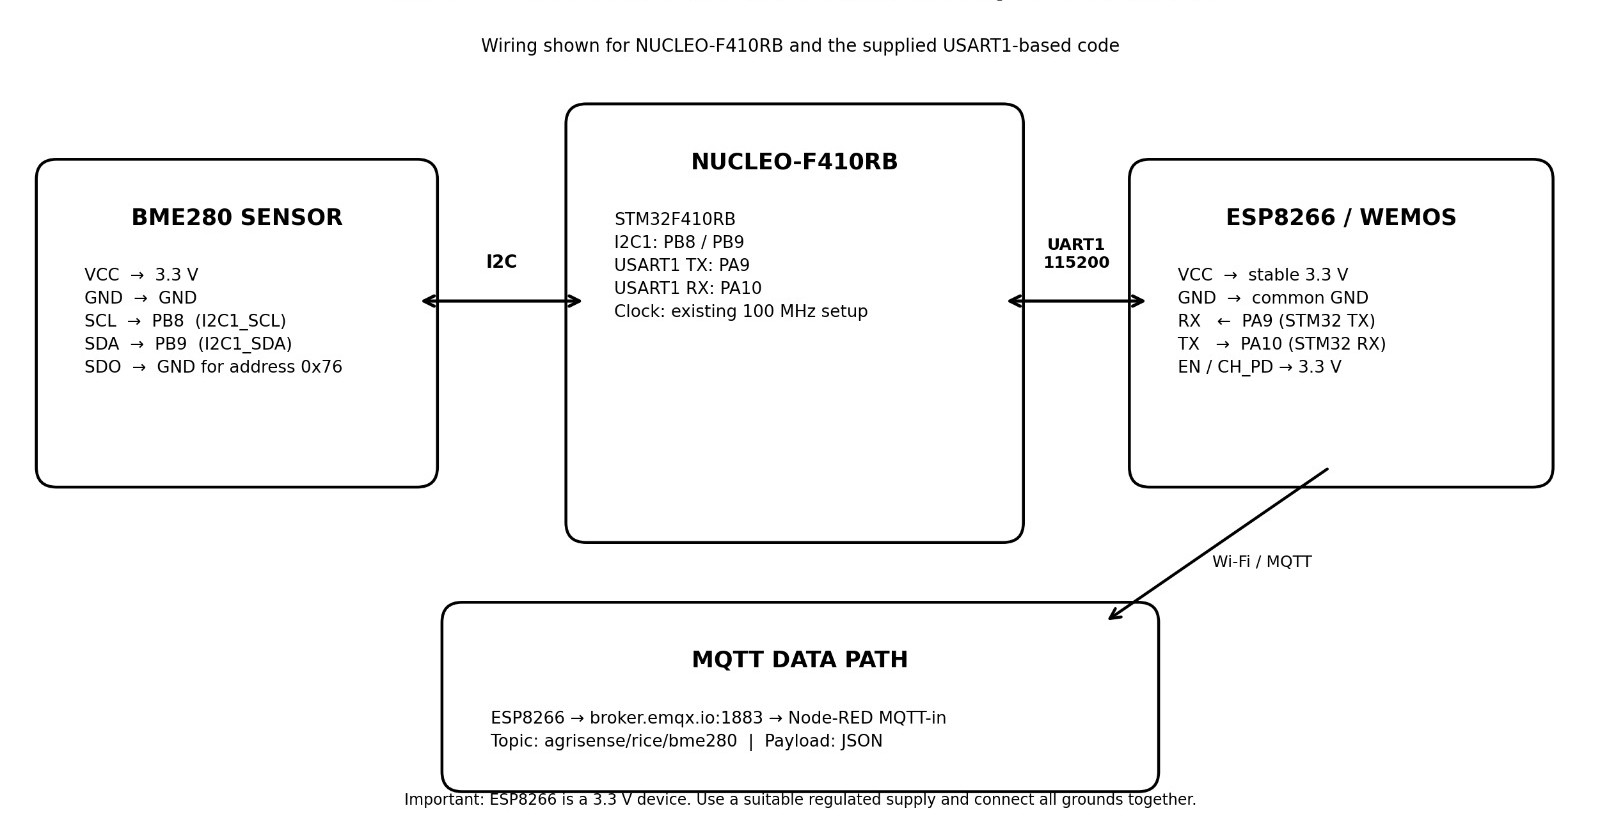 Wiring shown for NUCLEO-F410RB and the supplied USART1-based code
BME280 SENSOR
VCC → 3.3 V
GND → GND
SCL → PB8 (I2C1_SCL)
SDA → PB9 (I2C1_SDA)
SDO → GND for address 0x76
I2C
NUCLEO-F410RB
STM32F410RB
I2C1: PB8 / PB9
USART1 TX: PA9
USART1 RX: PA10
Clock: existing 100 MHz setup
UART1
115200
ESP8266 / WEMOS
VCC → stable 3.3 V
GND → common GND
RX ← PA9 (STM32 TX)
TX → PA10 (STM32 RX)
EN / CH_PD → 3.3 V
Wi-Fi / MQTT
MQTT DATA PATH
ESP8266 → broker.emqx.io:1883 → Node-RED MQTT-in
Topic: agrisense/rice/bme280 | Payload: JSON
Important: ESP8266 is a 3.3 V device. Use a suitable regulated supply and connect all grounds together.